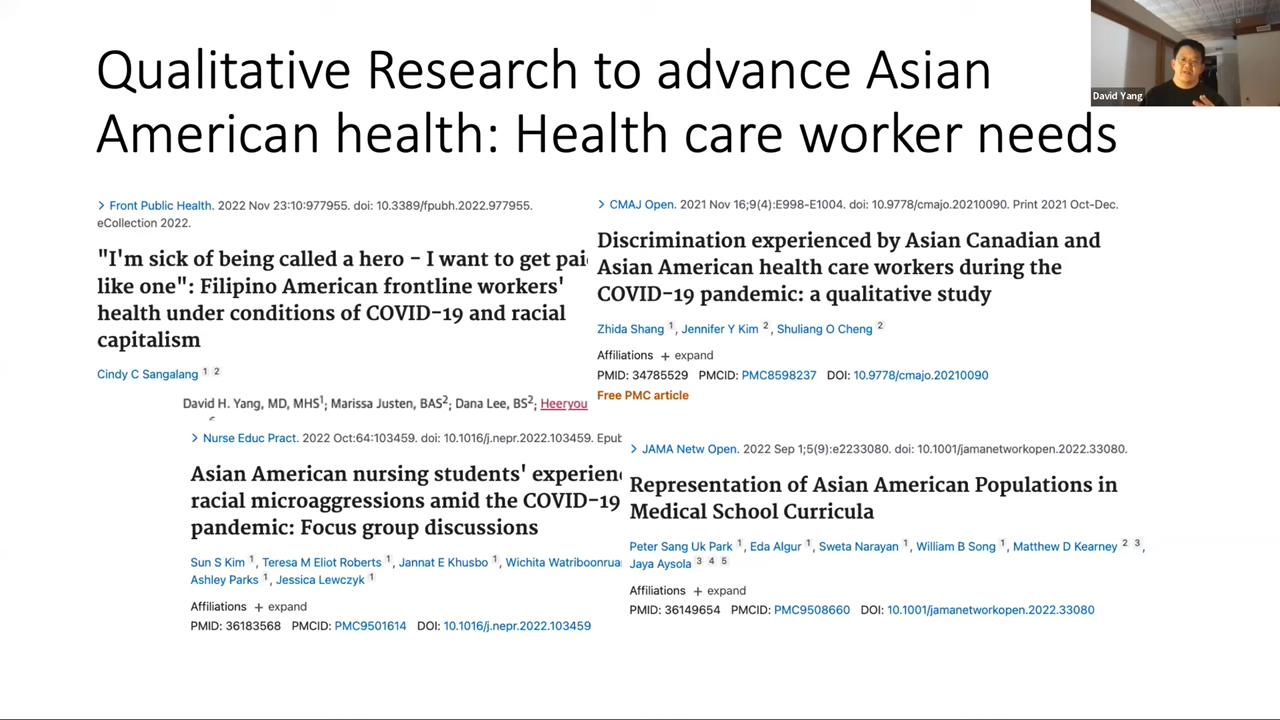 Qualitative Research to advance Asian
American health: Health care worker needs
David Yang
> Front Public Health. 2022 Nov 23:10:977955. doi: 10.3389/fpubh.2022.977955.
eCollection 2022.
"I'm sick of being called a hero - I want to get pai
like one": Filipino American frontline workers'
health under conditions of COVID-19 and racial
capitalism
Cindy C Sangalang 1 2
> CMAJ Open. 2021 Nov 16;9(4):E998-E1004. doi: 10.9778/cmajo.20210090. Print 2021 Oct-Dec.
Discrimination experienced by Asian Canadian and
Asian American health care workers during the
COVID-19 pandemic: a qualitative study
Zhida Shang 1, Jennifer Y Kim 2, Shuliang O Cheng 2
Affiliations + expand
PMID: 34785529 PMCID: PMC8598237 DOI: 10.9778/cmajo.20210090
Free PMC article
David H. Yang, MD, MHS1; Marissa Justen, BAS2; Dana Lee, BS2; Heeryou
> Nurse Educ Pract. 2022 Oct:64:103459. doi: 10.1016/j.nepr.2022.103459. Epub
Asian American nursing students' experienc
racial microaggressions amid the COVID-19
pandemic: Focus group discussions
Sun S Kim 1, Teresa M Eliot Roberts 1, Jannat E Khusbo 1, Wichita Watriboonrua
Ashley Parks 1, Jessica Lewczyk 1
Affiliations + expand
PMID: 36183568 PMCID: PMC9501614 DOI: 10.1016/j.nepr.2022.103459
> JAMA Netw Open. 2022 Sep 1;5(9):e2233080. doi: 10.1001/jamanetworkopen.2022.33080.
Representation of Asian American Populations in
Medical School Curricula
Peter Sang Uk Park 1, Eda Algur 1, Sweta Narayan 1, William B Song 1, Matthew D Kearney 2 3,
Jaya Aysola 3 4 5
Affiliations + expand
PMID: 36149654 PMCID: PMC9508660 DOI: 10.1001/jamanetworkopen.2022.33080